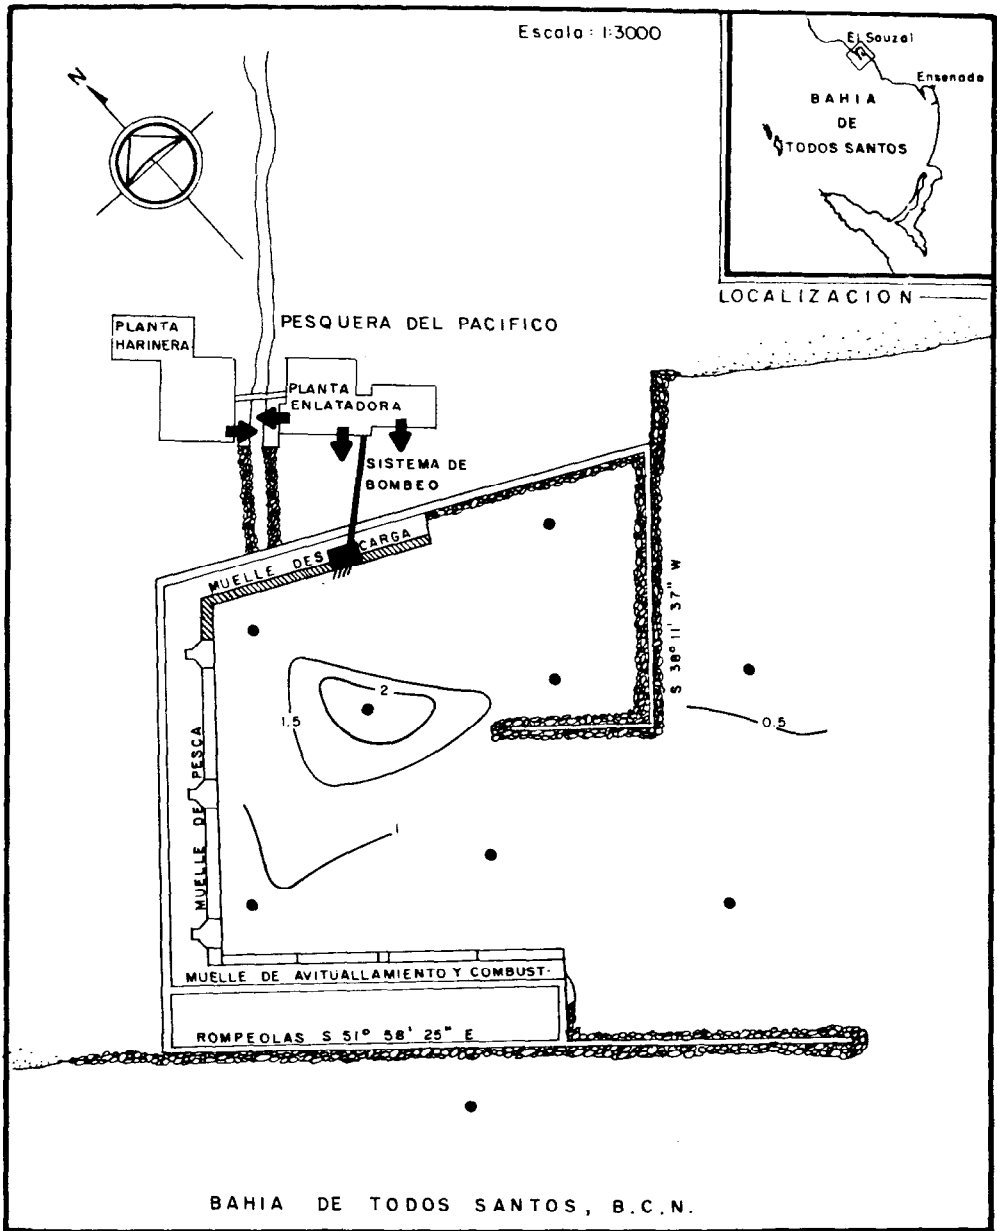 Escala : 1:3000
El Sauzal
Ensenada
BAHIA
DE
TODOS SANTOS
LOCALIZACION
N
PLANTA
HARINERA
PESQUERA DEL PACIFICO
PLANTA
ENLATADORA
SISTEMA DE
BOMBEO
MUELLE DESCARGA
S 38° 11' 37" W
2
1.5
0.5
1
MUELLE DE PESCA
MUELLE DE AVITUALLAMIENTO Y COMBUST.
ROMPEOLAS S 51° 58' 25" E
BAHIA DE TODOS SANTOS, B.C.N.